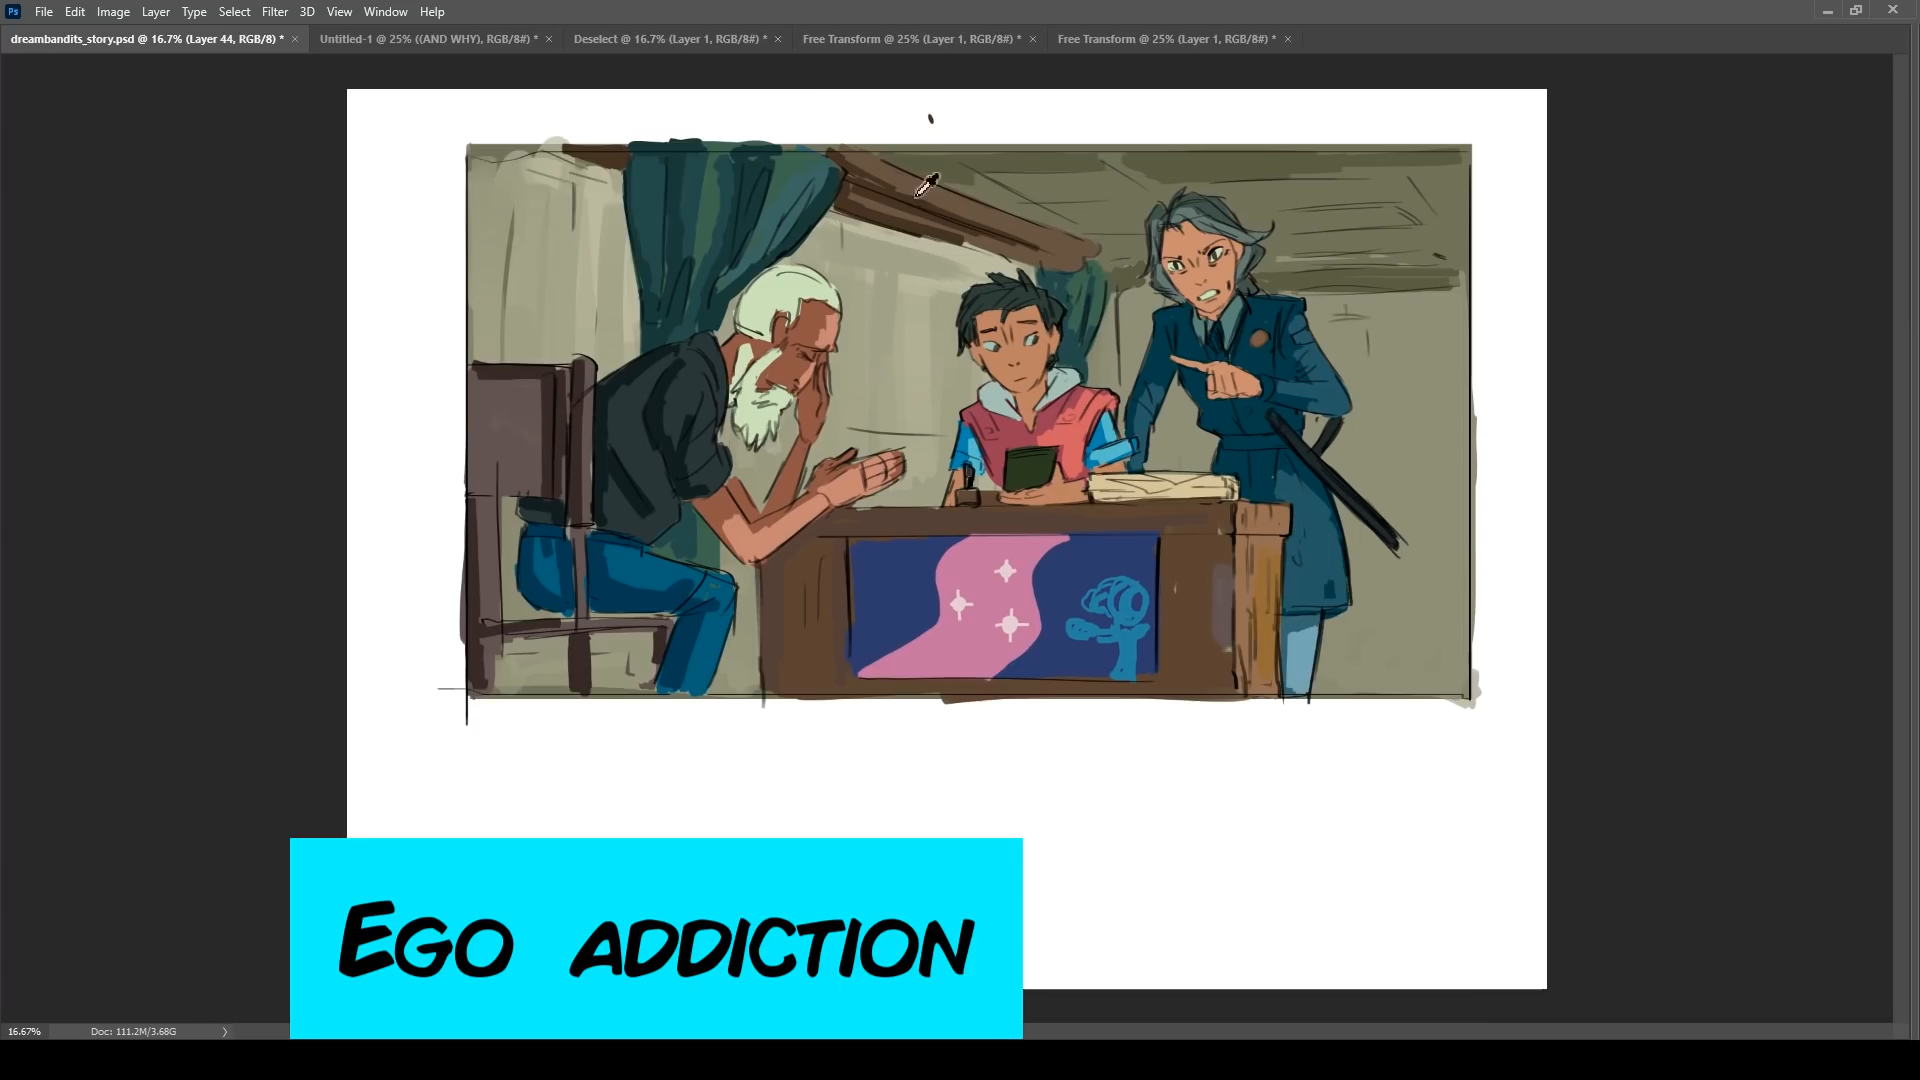 Ps File Edit Image Layer Type Select Filter 3D View Window Help
dreambandits_story.psd @ 16.7% (Layer 44, RGB/8) * Untitled-1 @ 25% ((AND WHY), RGB/8#) * Deselect @ 16.7% (Layer 1, RGB/8#) * Free Transform @ 25% (Layer 1, RGB/8#) * Free Transform @ 25% (Layer 1, RGB/8#) *
EGO ADDICTION
16.67% Doc: 111.2M/3.68G